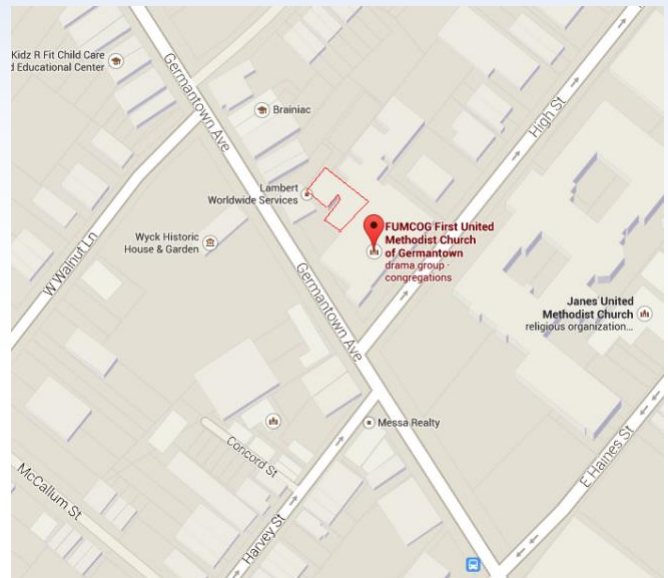 Kidz R Fit Child Care
d Educational Center
Germantown Ave
High St
Brainiac
Lambert
Worldwide Services
FUMCOG First United
Methodist Church
of Germantown
drama group ·
congregations
Wyck Historic
House & Garden
W Walnut Ln
Germantown Ave
Janes United
Methodist Church
religious organization...
Messa Realty
Concord St
E Haines St
McCallum St
Harvey St